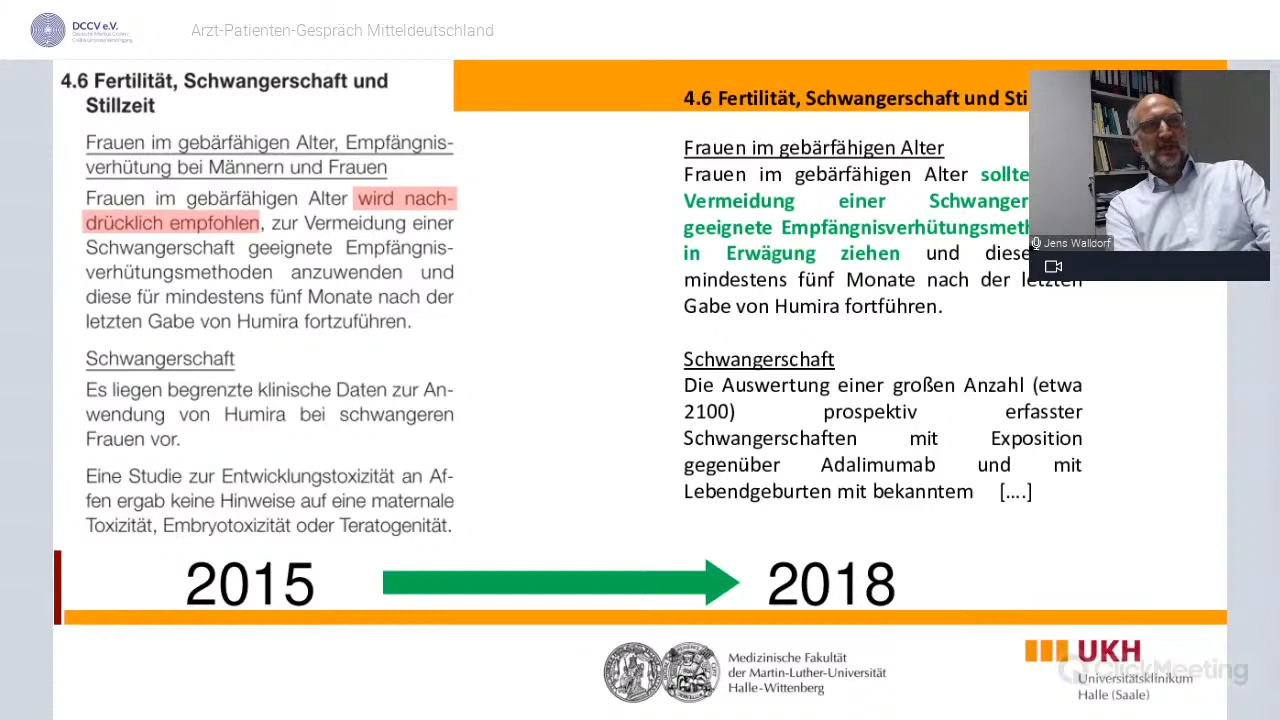 DCCV e.V.
Arzt-Patienten-Gespräch Mitteldeutschland
4.6 Fertilität, Schwangerschaft und
Stillzeit
Frauen im gebärfähigen Alter, Empfängnis-
verhütung bei Männern und Frauen
Frauen im gebärfähigen Alter wird nach-
drücklich empfohlen, zur Vermeidung einer
Schwangerschaft geeignete Empfängnis-
verhütungsmethoden anzuwenden und
diese für mindestens fünf Monate nach der
letzten Gabe von Humira fortzuführen.
Schwangerschaft
Es liegen begrenzte klinische Daten zur An-
wendung von Humira bei schwangeren
Frauen vor.
Eine Studie zur Entwicklungstoxizität an Af-
fen ergab keine Hinweise auf eine maternale
Toxizität, Embryotoxizität oder Teratogenität.
2015
4.6 Fertilität, Schwangerschaft und Sti
Frauen im gebärfähigen Alter
Frauen im gebärfähigen Alter sollte
Vermeidung einer Schwanger
geeignete Empfängnisverhütungsmeth
in Erwägung ziehen und diese
mindestens fünf Monate nach der letzten
Gabe von Humira fortführen.
Schwangerschaft
Die Auswertung einer großen Anzahl (etwa
2100) prospektiv erfasster
Schwangerschaften mit Exposition
gegenüber Adalimumab und mit
Lebendgeburten mit bekanntem [....]
2018
Jens Walldorf
Medizinische Fakultät
der Martin-Luther-Universität
Halle-Wittenberg
UKH
Universitätsklinikum
Halle (Saale)
ClickMeeting